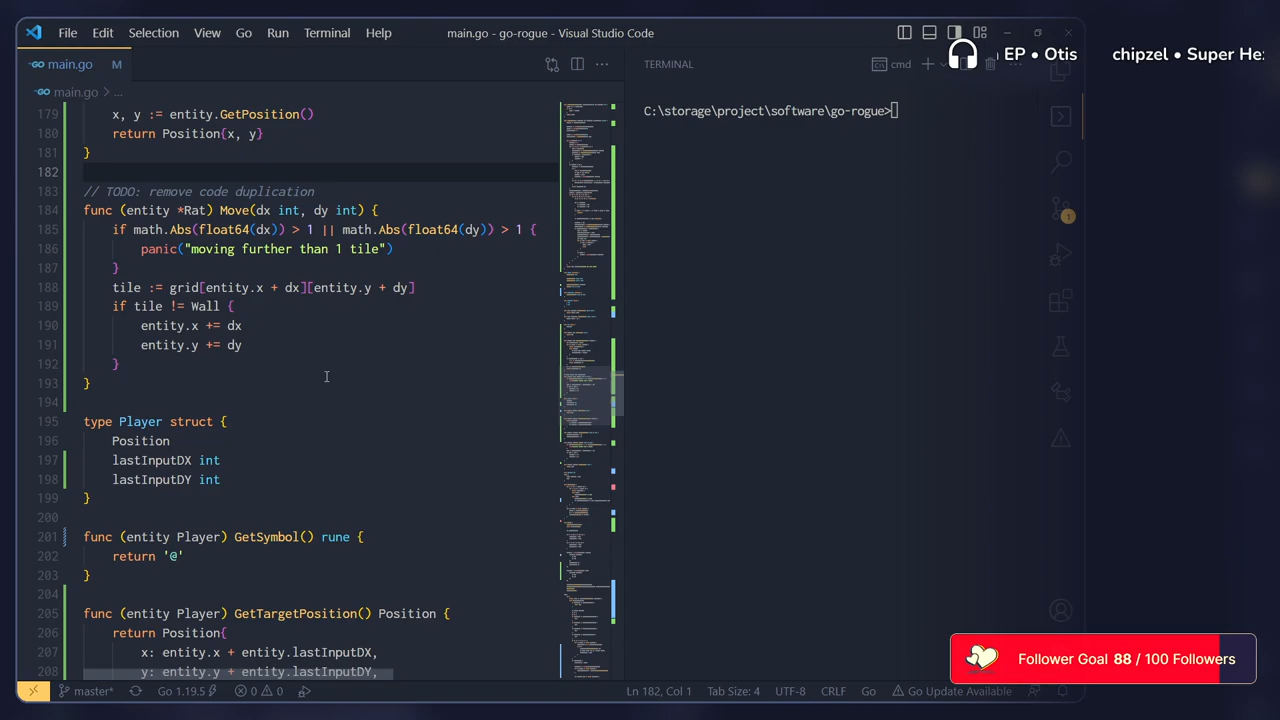 File Edit Selection View Go Run Terminal Help
main.go - go-rogue - Visual Studio Code
EP • Otis chipzel • Super He
main.go M
main.go > ...
TERMINAL
cmd
C:\storage\project\software\go-rogue>
179 x, y := entity.GetPosition()
180 return Position{x, y}
181 }
182
183 // TODO: remove code duplication
184 func (entity *Rat) Move(dx int, dy int) {
185 if math.Abs(float64(dx)) > 1 || math.Abs(float64(dy)) > 1 {
186 panic("moving further than 1 tile")
187 }
188 tile := grid[entity.x + dx][entity.y + dy]
189 if tile != Wall {
190 entity.x += dx
191 entity.y += dy
192 }
193 }
194
195 type Player struct {
196 Position
197 lastInputDX int
198 lastInputDY int
199 }
200
201 func (entity Player) GetSymbol() rune {
202 return '@'
203 }
204
205 func (entity Player) GetTargetPosition() Position {
206 return Position{
207 entity.x + entity.lastInputDX,
208 entity.y + entity.lastInputDY,
1
Follower Goal 88 / 100 Followers
master* Go 1.19.5 0 0
Ln 182, Col 1 Tab Size: 4 UTF-8 CRLF Go Go Update Available